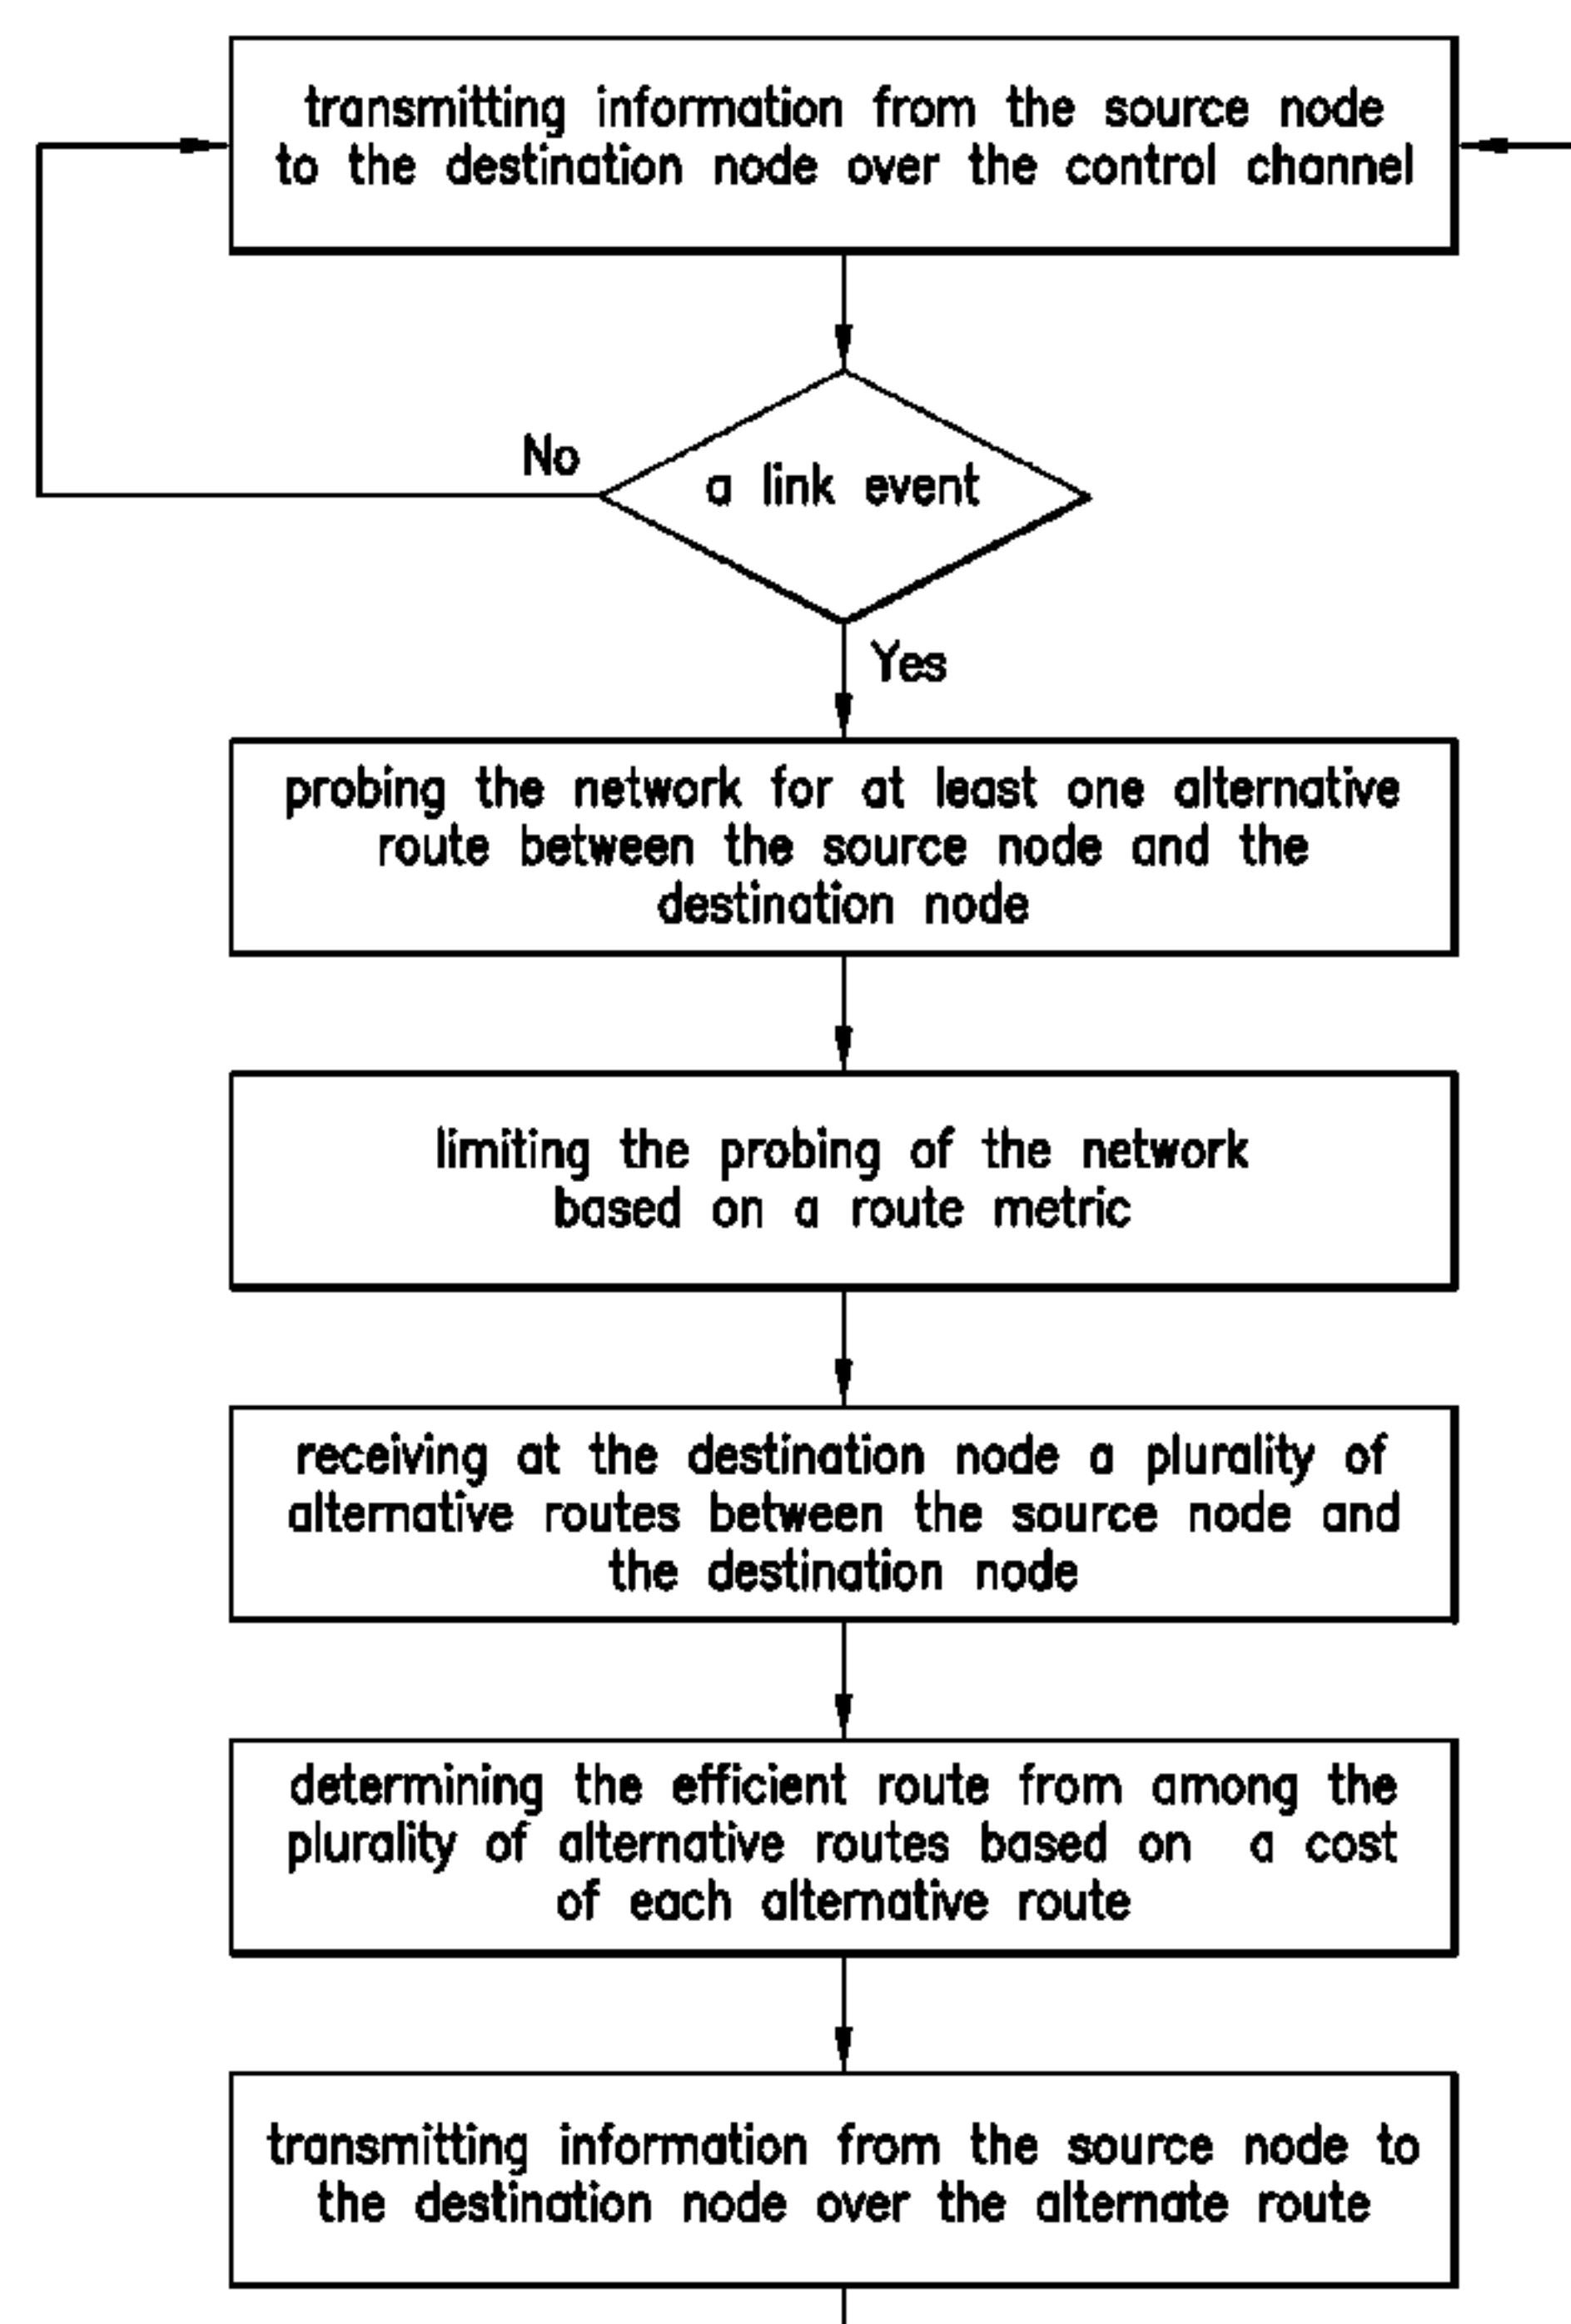 transmitting information from the source node
to the destination node over the control channel
No
a link event
Yes
probing the network for at least one alternative
route between the source node and the
destination node
limiting the probing of the network
based on a route metric
receiving at the destination node a plurality of
alternative routes between the source node and
the destination node
determining the efficient route from among the
plurality of alternative routes based on a cost
of each alternative route
transmitting information from the source node to
the destination node over the alternate route